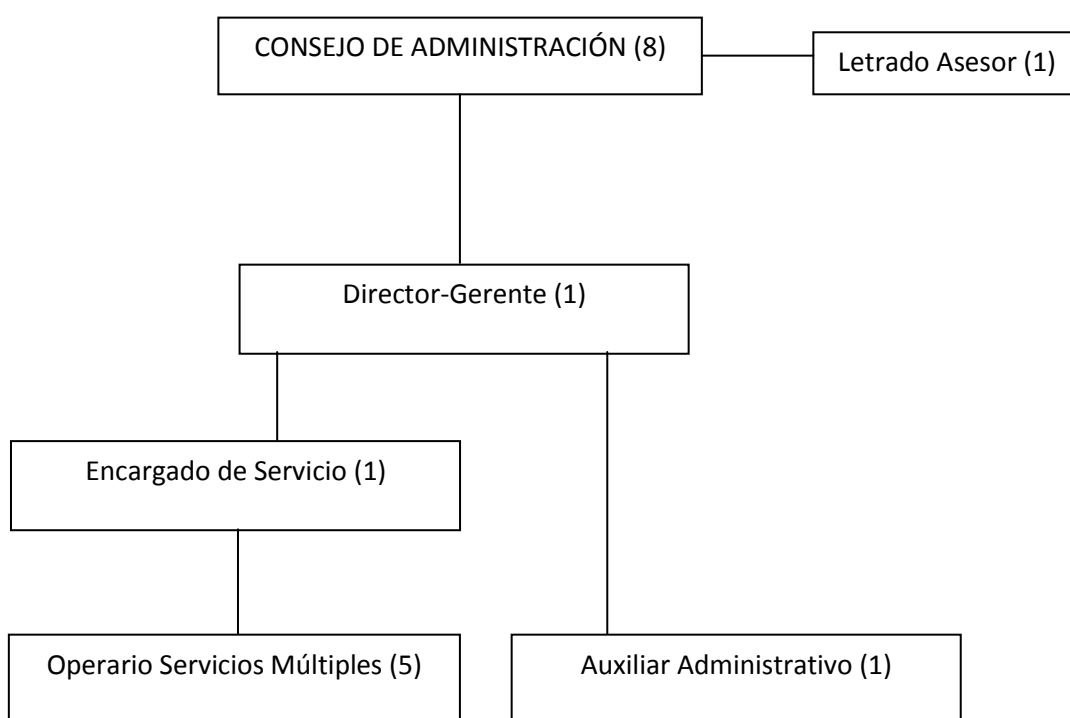 CONSEJO DE ADMINISTRACIÓN (8)
Letrado Asesor (1)
Director-Gerente (1)
Encargado de Servicio (1)
Operario Servicios Múltiples (5)
Auxiliar Administrativo (1)